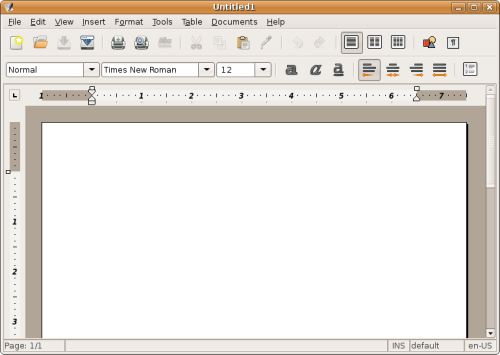 Untitled1
File Edit View Insert Format Tools Table Documents Help
Normal Times New Roman 12 a a a
1 1 2 3 4 5 6 7
1
2
3
Page: 1/1 INS default en-US